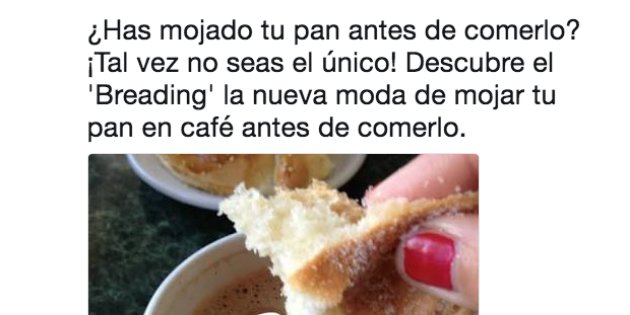 ¿Has mojado tu pan antes de comerlo?
¡Tal vez no seas el único! Descubre el
'Breading' la nueva moda de mojar tu
pan en café antes de comerlo.